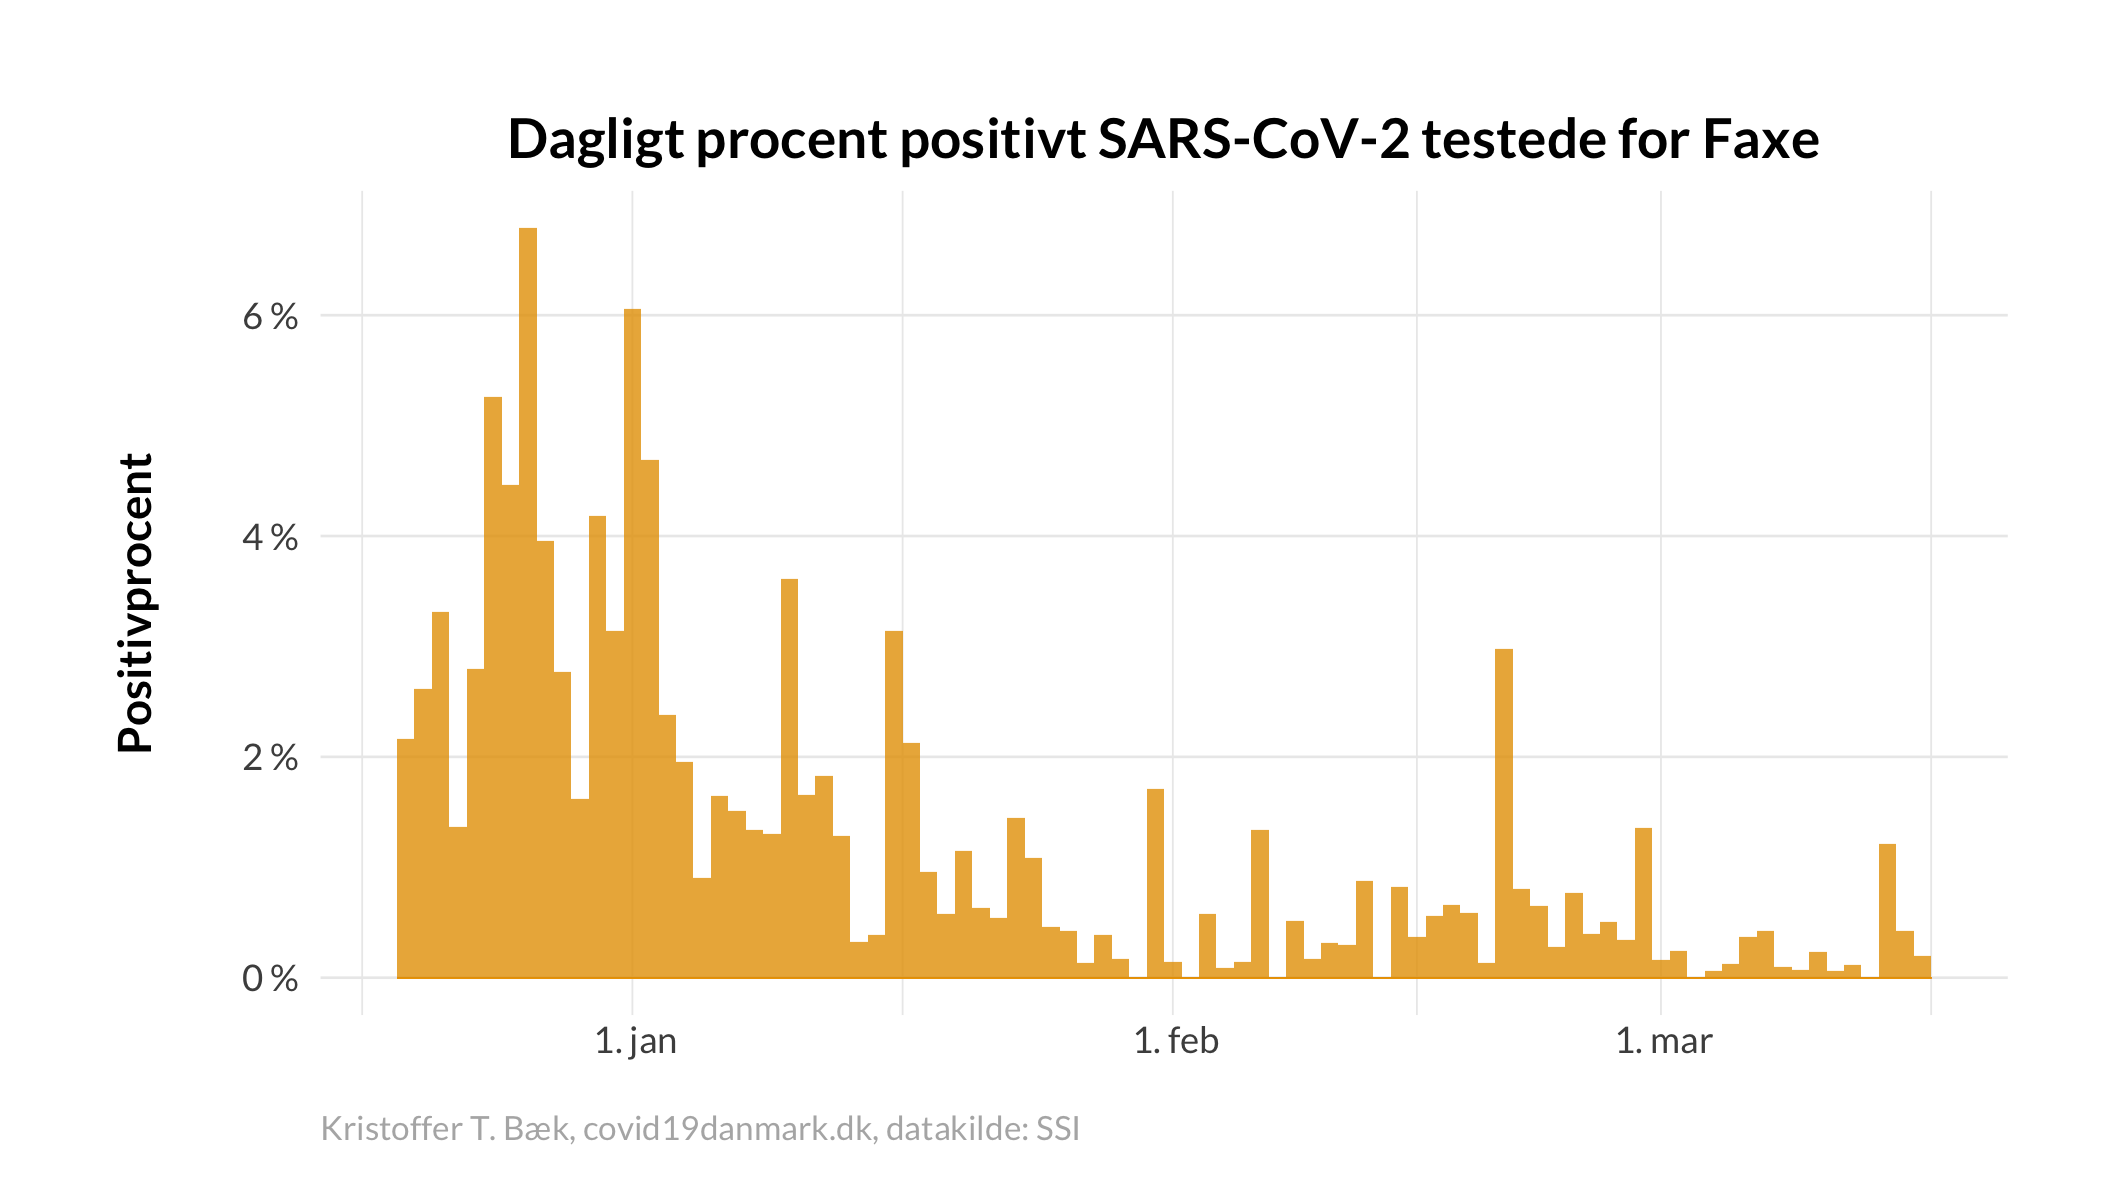 Dagligt procent positivt SARS-CoV-2 testede for Faxe
Positivprocent
6 %
4 %
2 %
0 %
1. jan
1. feb
1. mar
Kristoffer T. Bæk, covid19danmark.dk, datakilde: SSI